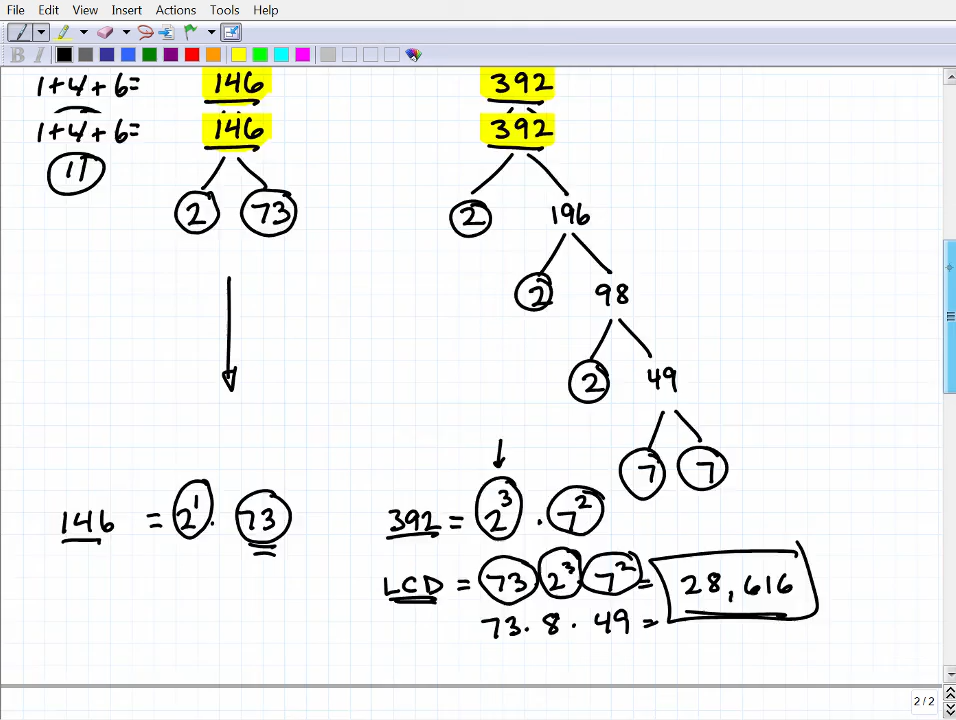 File Edit View Insert Actions Tools Help
B I
1+4+6= 146 392
1+4+6= 146 392
11
2 73 2 196
2 98
2 49
7 7
146 = 2¹ · 73 392 = 2³ · 7²
LCD = 73 2³ 7² = 28,616
73 · 8 · 49 =
2 / 2